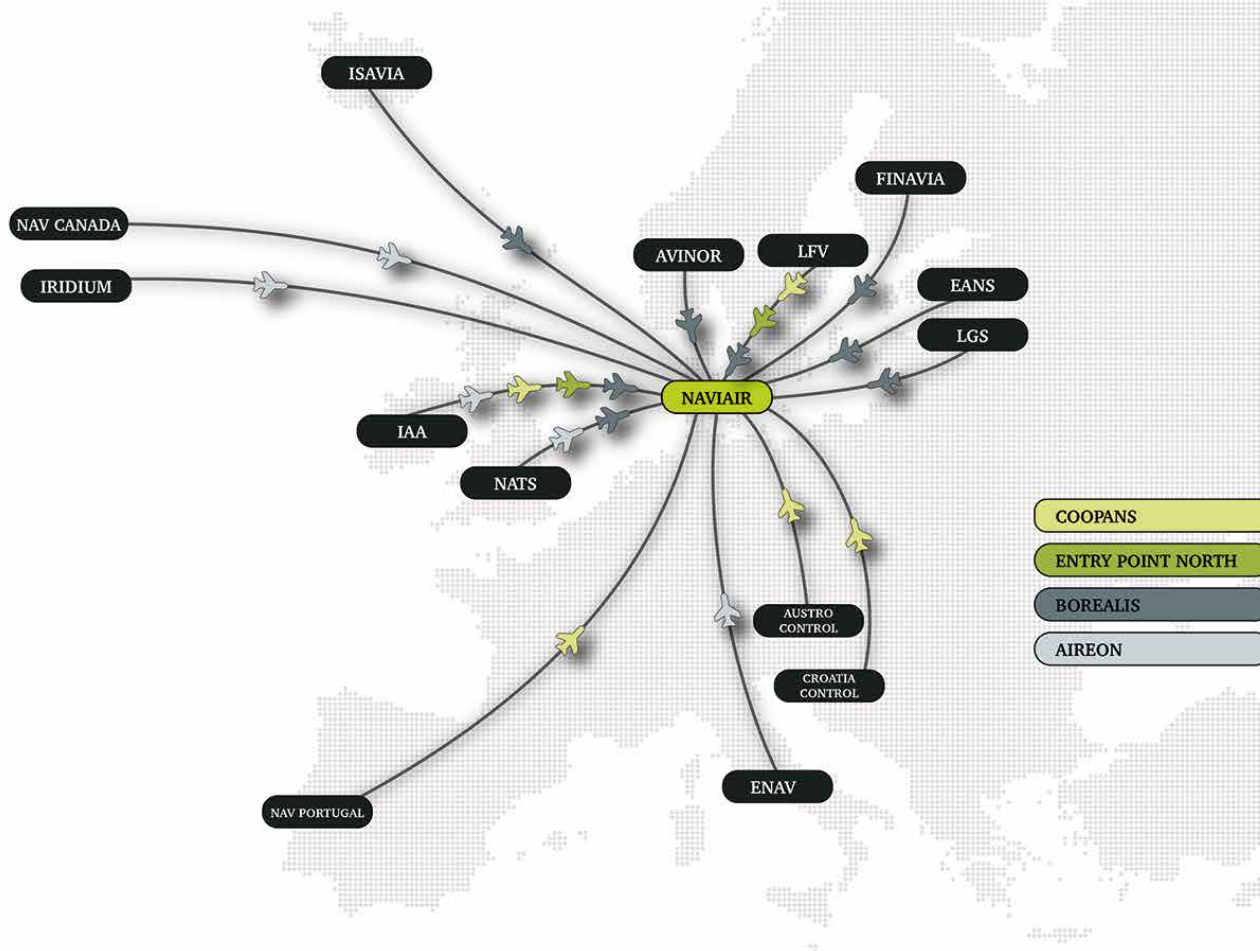 ISAVIA
FINAVIA
NAV CANADA
AVINOR
LFV
IRIDIUM
EANS
LGS
NAVIAIR
IAA
NATS
COOPANS
ENTRY POINT NORTH
BOREALIS
AIREON
AUSTRO
CONTROL
CROATIA
CONTROL
ENAV
NAV PORTUGAL